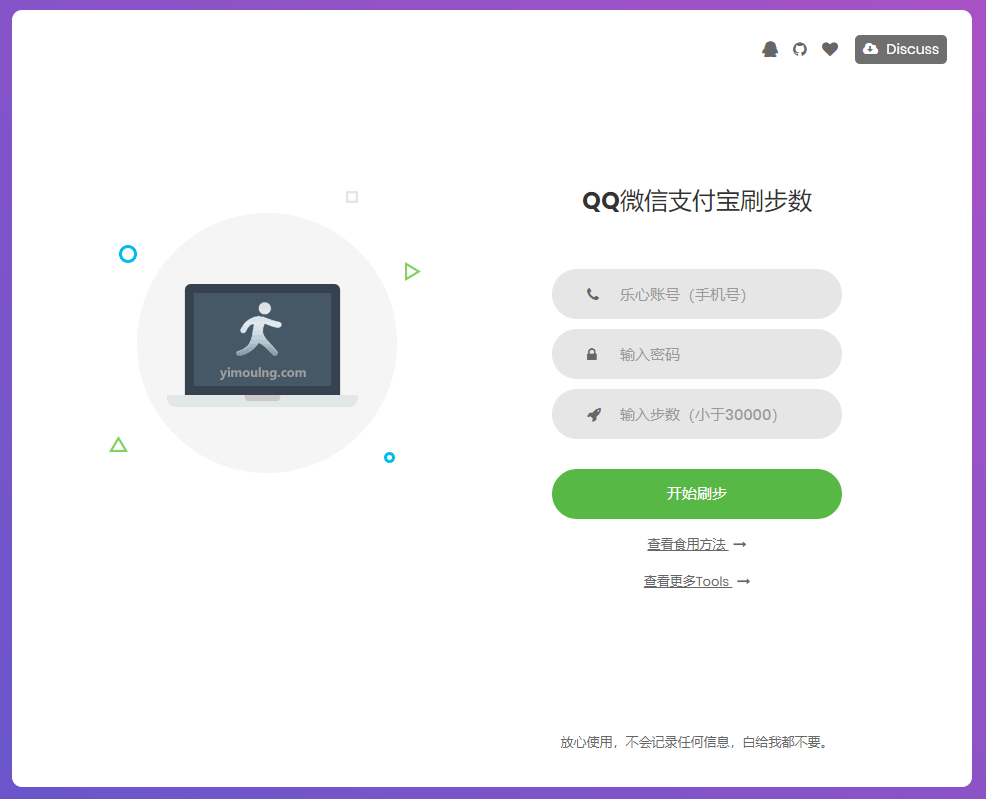 Discuss
QQ微信支付宝刷步数
乐心账号（手机号）
yimoulng.com
输入密码
输入步数（小于30000）
开始刷步
查看食用方法
查看更多Tools
放心使用，不会记录任何信息，白给我都不要。